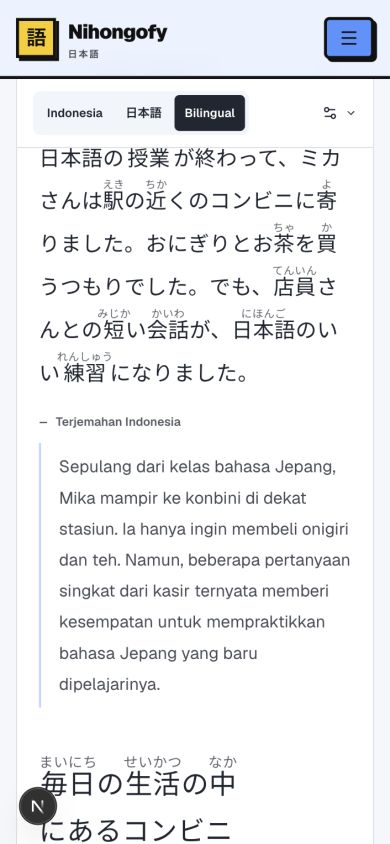 語
Nihongofy
日本語
Indonesia 日本語 Bilingual
日本語の授業が終わって、ミカ
えき ちか よ
さんは駅の近くのコンビニに寄
ちゃ か
りました。おにぎりとお茶を買
てんいん
うつもりでした。でも、店員さ
みじか かいわ にほんご
んとの短い会話が、日本語のい
れんしゅう
い練習になりました。
– Terjemahan Indonesia
Sepulang dari kelas bahasa Jepang,
Mika mampir ke konbini di dekat
stasiun. Ia hanya ingin membeli onigiri
dan teh. Namun, beberapa pertanyaan
singkat dari kasir ternyata memberi
kesempatan untuk mempraktikkan
bahasa Jepang yang baru
dipelajarinya.
まいにち せいかつ なか
毎日の生活の中
N
にあるコンビニ